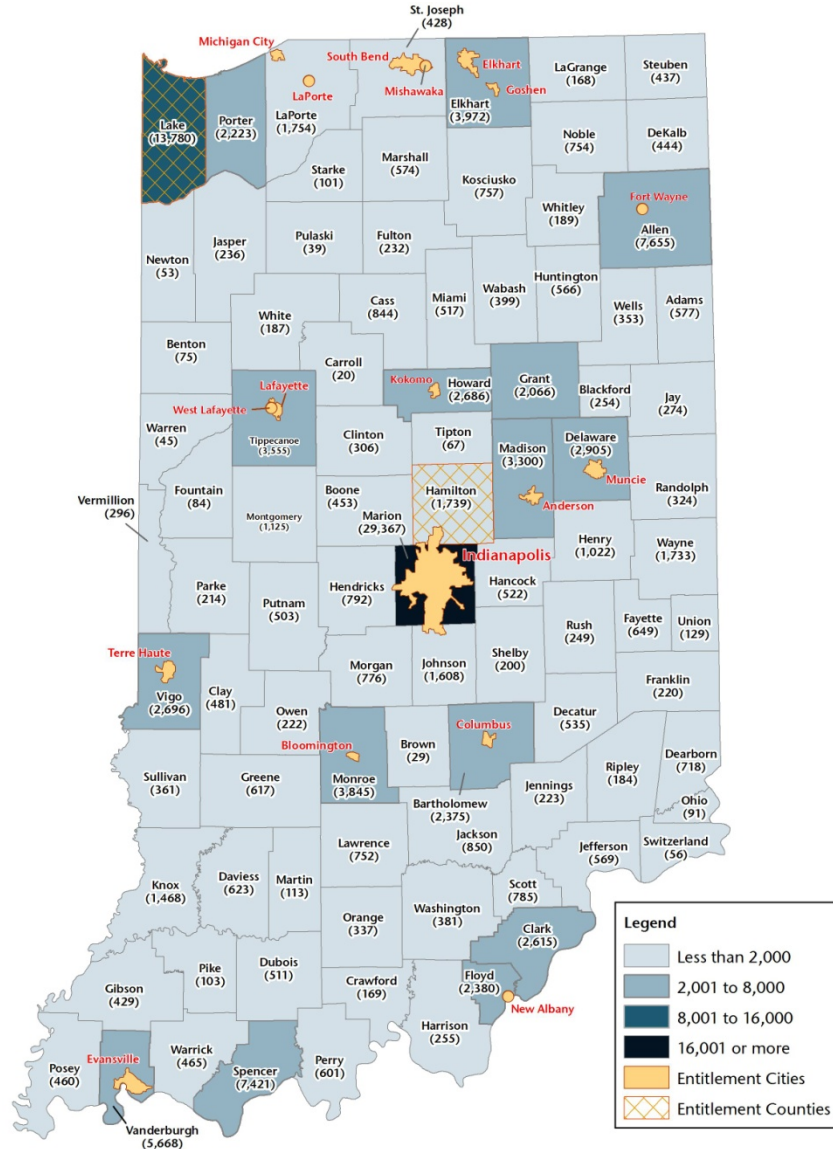 St. Joseph
(428)
Michigan City
South Bend
Elkhart
LaGrange
(168)
Steuben
(437)
LaPorte
Mishawaka
Goshen
Lake
(13,780)
Porter
(2,223)
LaPorte
(1,754)
Elkhart
(3,972)
Noble
(754)
DeKalb
(444)
Starke
(101)
Marshall
(574)
Kosciusko
(757)
Whitley
(189)
Fort Wayne
Allen
(7,655)
Newton
(53)
Jasper
(236)
Pulaski
(39)
Fulton
(232)
Miami
(517)
Wabash
(399)
Huntington
(566)
Wells
(353)
Adams
(577)
White
(187)
Cass
(844)
Benton
(75)
Carroll
(20)
Kokomo
Howard
(2,686)
Grant
(2,066)
Blackford
(254)
Jay
(274)
Lafayette
West Lafayette
Tippecanoe
(3,555)
Warren
(45)
Clinton
(306)
Tipton
(67)
Madison
(3,300)
Delaware
(2,905)
Muncie
Anderson
Randolph
(324)
Vermillion
(296)
Fountain
(84)
Montgomery
(1,125)
Boone
(453)
Hamilton
(1,739)
Marion
(29,367)
Indianapolis
Henry
(1,022)
Wayne
(1,733)
Parke
(214)
Putnam
(503)
Hendricks
(792)
Hancock
(522)
Rush
(249)
Fayette
(649)
Union
(129)
Terre Haute
Vigo
(2,696)
Clay
(481)
Owen
(222)
Morgan
(776)
Johnson
(1,608)
Shelby
(200)
Decatur
(535)
Franklin
(220)
Bloomington
Monroe
(3,845)
Brown
(29)
Columbus
Bartholomew
(2,375)
Sullivan
(361)
Greene
(617)
Jennings
(223)
Ripley
(184)
Dearborn
(718)
Ohio
(91)
Lawrence
(752)
Jackson
(850)
Jefferson
(569)
Switzerland
(56)
Knox
(1,468)
Daviess
(623)
Martin
(113)
Orange
(337)
Washington
(381)
Scott
(785)
Clark
(2,615)
Floyd
(2,380)
New Albany
Gibson
(429)
Pike
(103)
Dubois
(511)
Crawford
(169)
Harrison
(255)
Posey
(460)
Evansville
Warrick
(465)
Spencer
(7,421)
Perry
(601)
Vanderburgh
(5,668)
Legend
Less than 2,000
2,001 to 8,000
8,001 to 16,000
16,001 or more
Entitlement Cities
Entitlement Counties